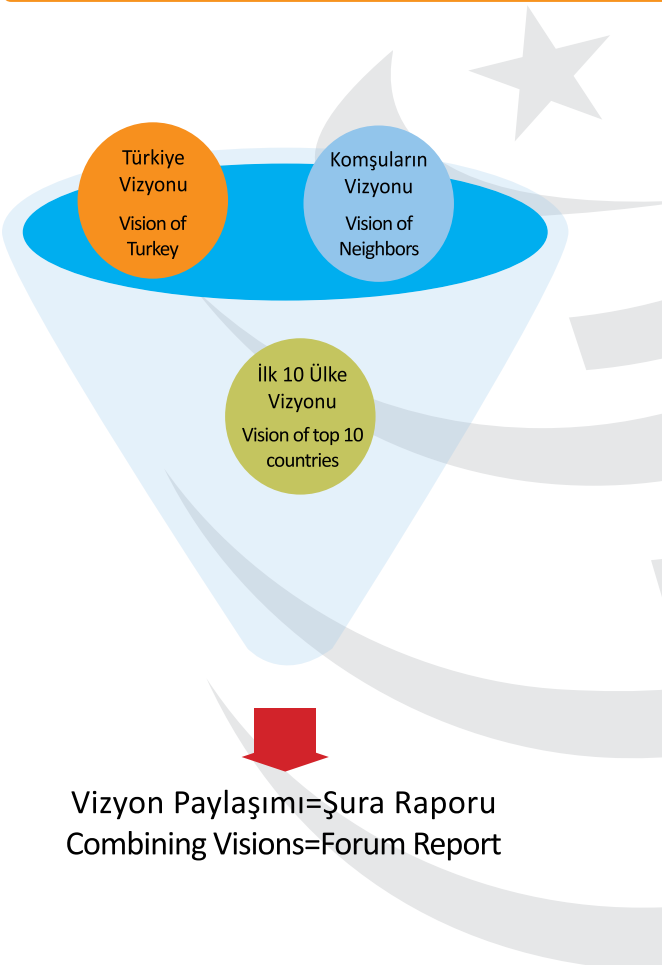 Türkiye
Vizyonu
Vision of
Turkey
Komşuların
Vizyonu
Vision of
Neighbors
İlk 10 Ülke
Vizyonu
Vision of top 10
countries
Vizyon Paylaşımı=Şura Raporu
Combining Visions=Forum Report